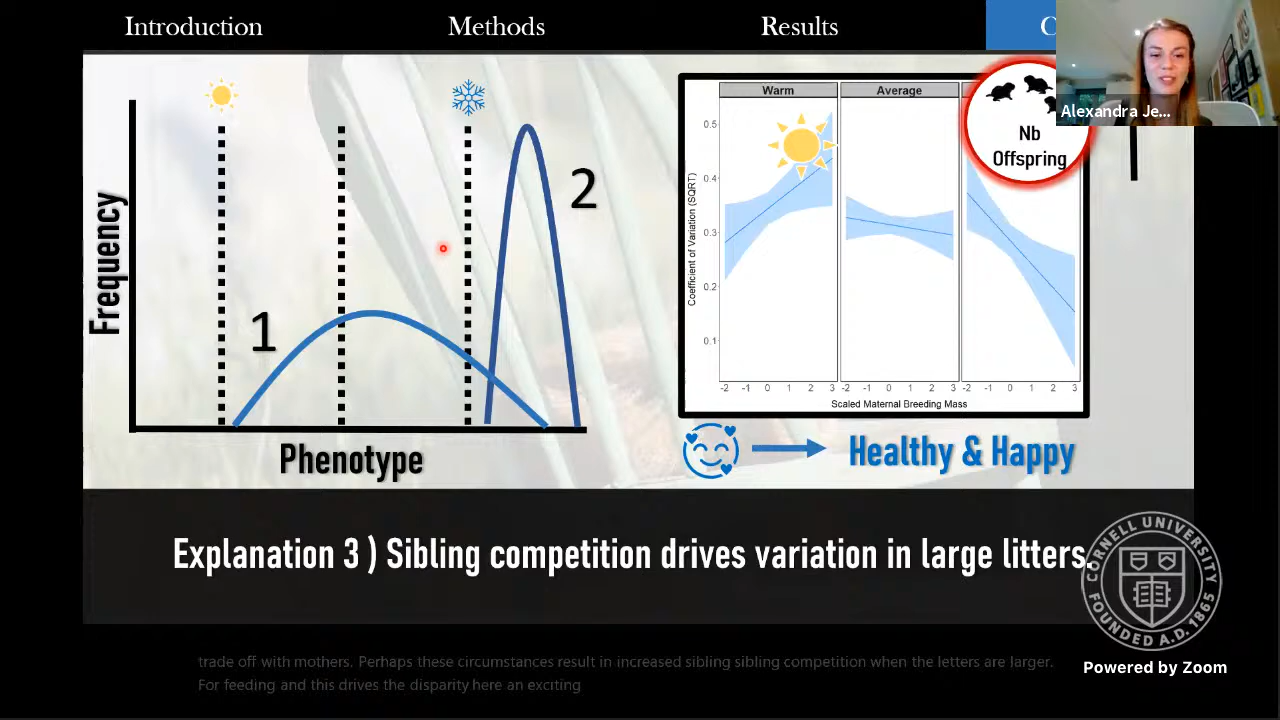 Introduction
Methods
Results
C
Alexandra Je...
Frequency
1
2
Phenotype
Warm
Average
Nb
Offspring
Coefficient of Variation (SQRT)
0.5
0.4
0.3
0.2
0.1
-2 -1 0 1 2 3 -2 -1 0 1 2 3 -2 -1 0 1 2 3
Scaled Maternal Breeding Mass
Healthy & Happy
Explanation 3 ) Sibling competition drives variation in large litters.
CORNELL UNIVERSITY
FOUNDED A.D. 1865
Powered by Zoom
trade off with mothers. Perhaps these circumstances result in increased sibling sibling competition when the letters are larger.
For feeding and this drives the disparity here an exciting